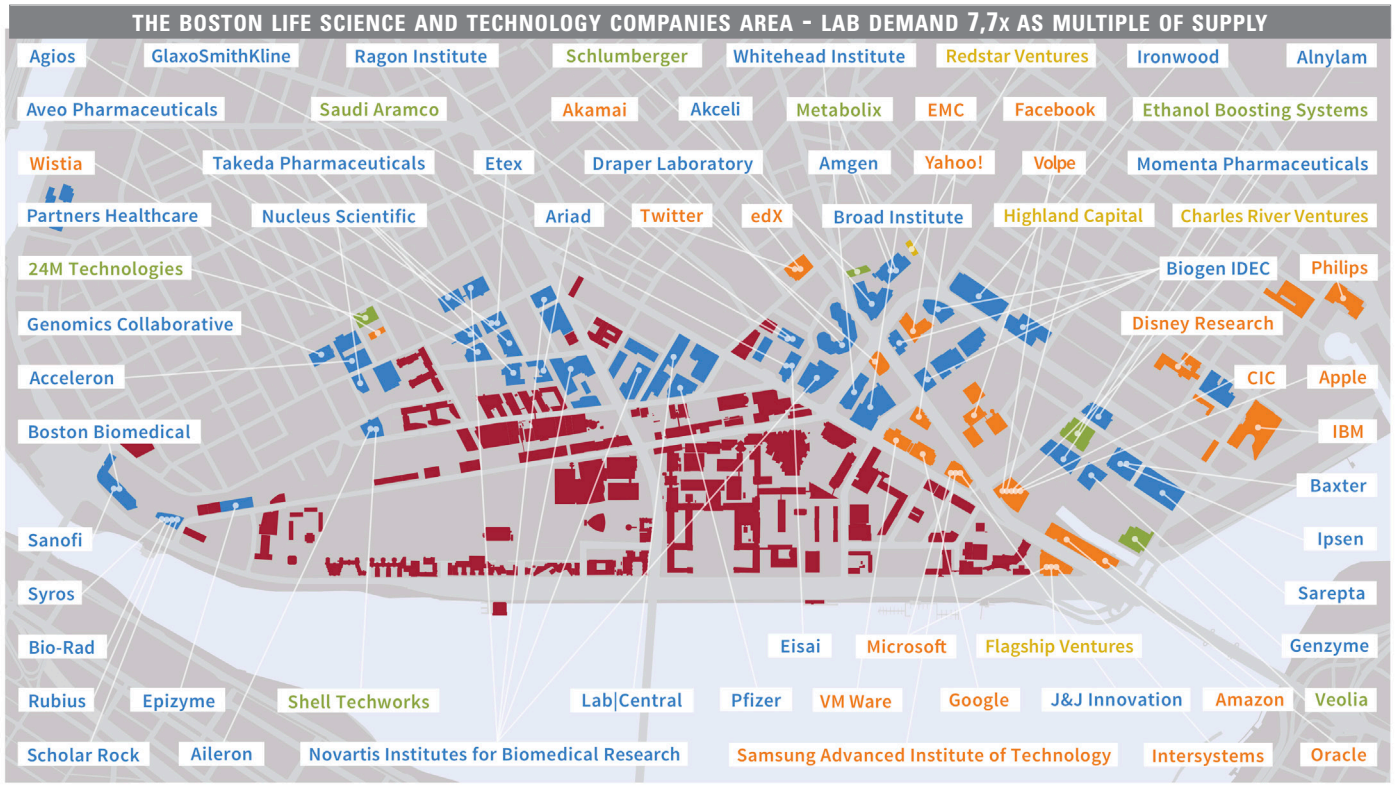 THE BOSTON LIFE SCIENCE AND TECHNOLOGY COMPANIES AREA - LAB DEMAND 7,7X AS MULTIPLE OF SUPPLY
Agios GlaxoSmithKline Ragon Institute Schlumberger Whitehead Institute Redstar Ventures Ironwood Alnylam
Aveo Pharmaceuticals Saudi Aramco Akamai Akceli Metabolix EMC Facebook Ethanol Boosting Systems
Wistia Takeda Pharmaceuticals Etex Draper Laboratory Amgen Yahoo! Volpe Momenta Pharmaceuticals
Partners Healthcare Nucleus Scientific Ariad Twitter edX Broad Institute Highland Capital Charles River Ventures
24M Technologies Biogen IDEC Philips
Genomics Collaborative Disney Research
Acceleron CIC Apple
Boston Biomedical IBM
Baxter
Sanofi Ipsen
Syros Sarepta
Bio-Rad Eisai Microsoft Flagship Ventures Genzyme
Rubius Epizyme Shell Techworks Lab|Central Pfizer VM Ware Google J&J Innovation Amazon Veolia
Scholar Rock Aileron Novartis Institutes for Biomedical Research Samsung Advanced Institute of Technology Intersystems Oracle